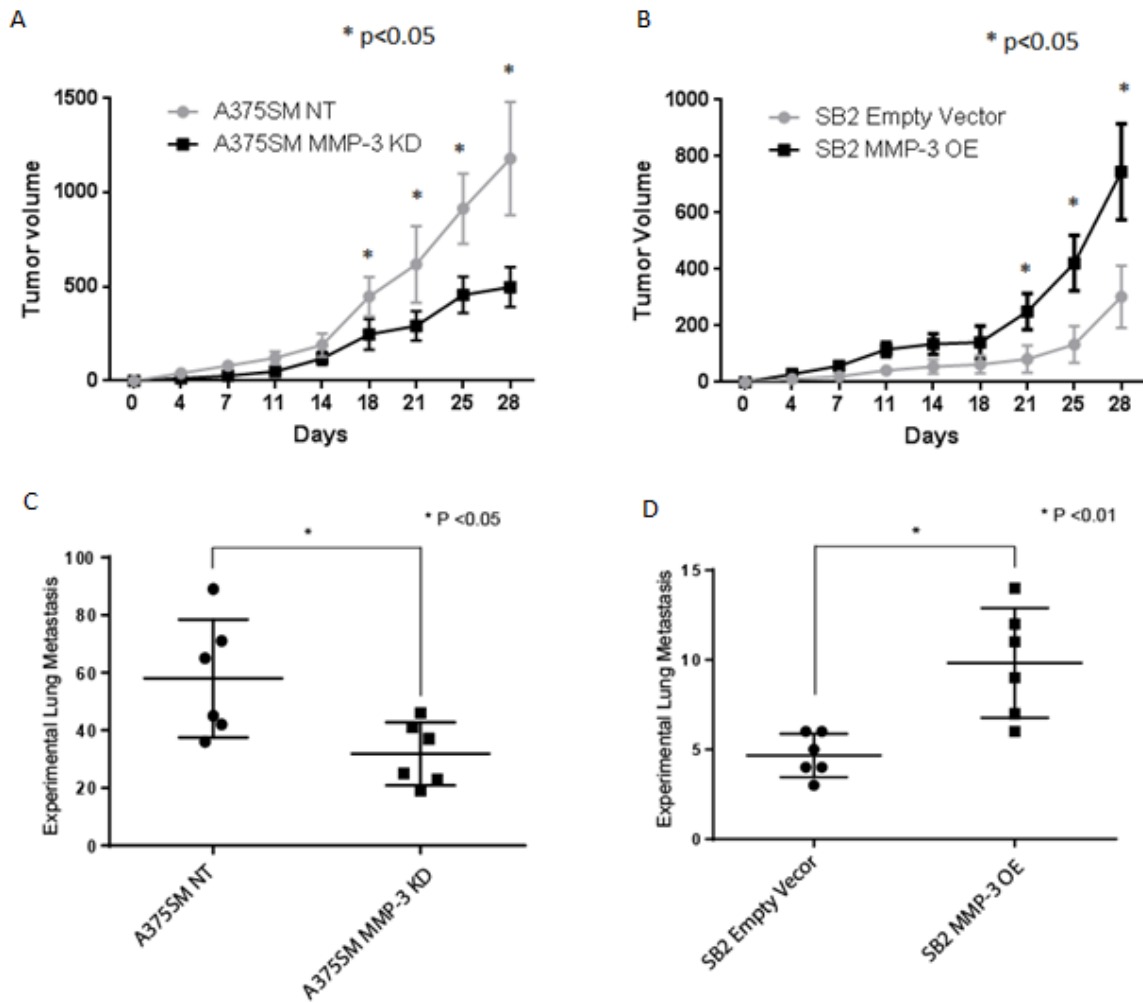 A
* p<0.05
*
*
*
*
A375SM NT
A375SM MMP-3 KD
Tumor volume
1500
1000
500
0
0 4 7 11 14 18 21 25 28
Days
B
* p<0.05
*
*
*
SB2 Empty Vector
SB2 MMP-3 OE
Tumor Volume
1000
800
600
400
200
0
0 4 7 11 14 18 21 25 28
Days
C
* P <0.05
*
Experimental Lung Metastasis
100
80
60
40
20
0
A375SM NT
A375SM MMP-3 KD
D
* P <0.01
*
Experimental Lung Metastasis
15
10
5
0
SB2 Empty Vecor
SB2 MMP-3 OE